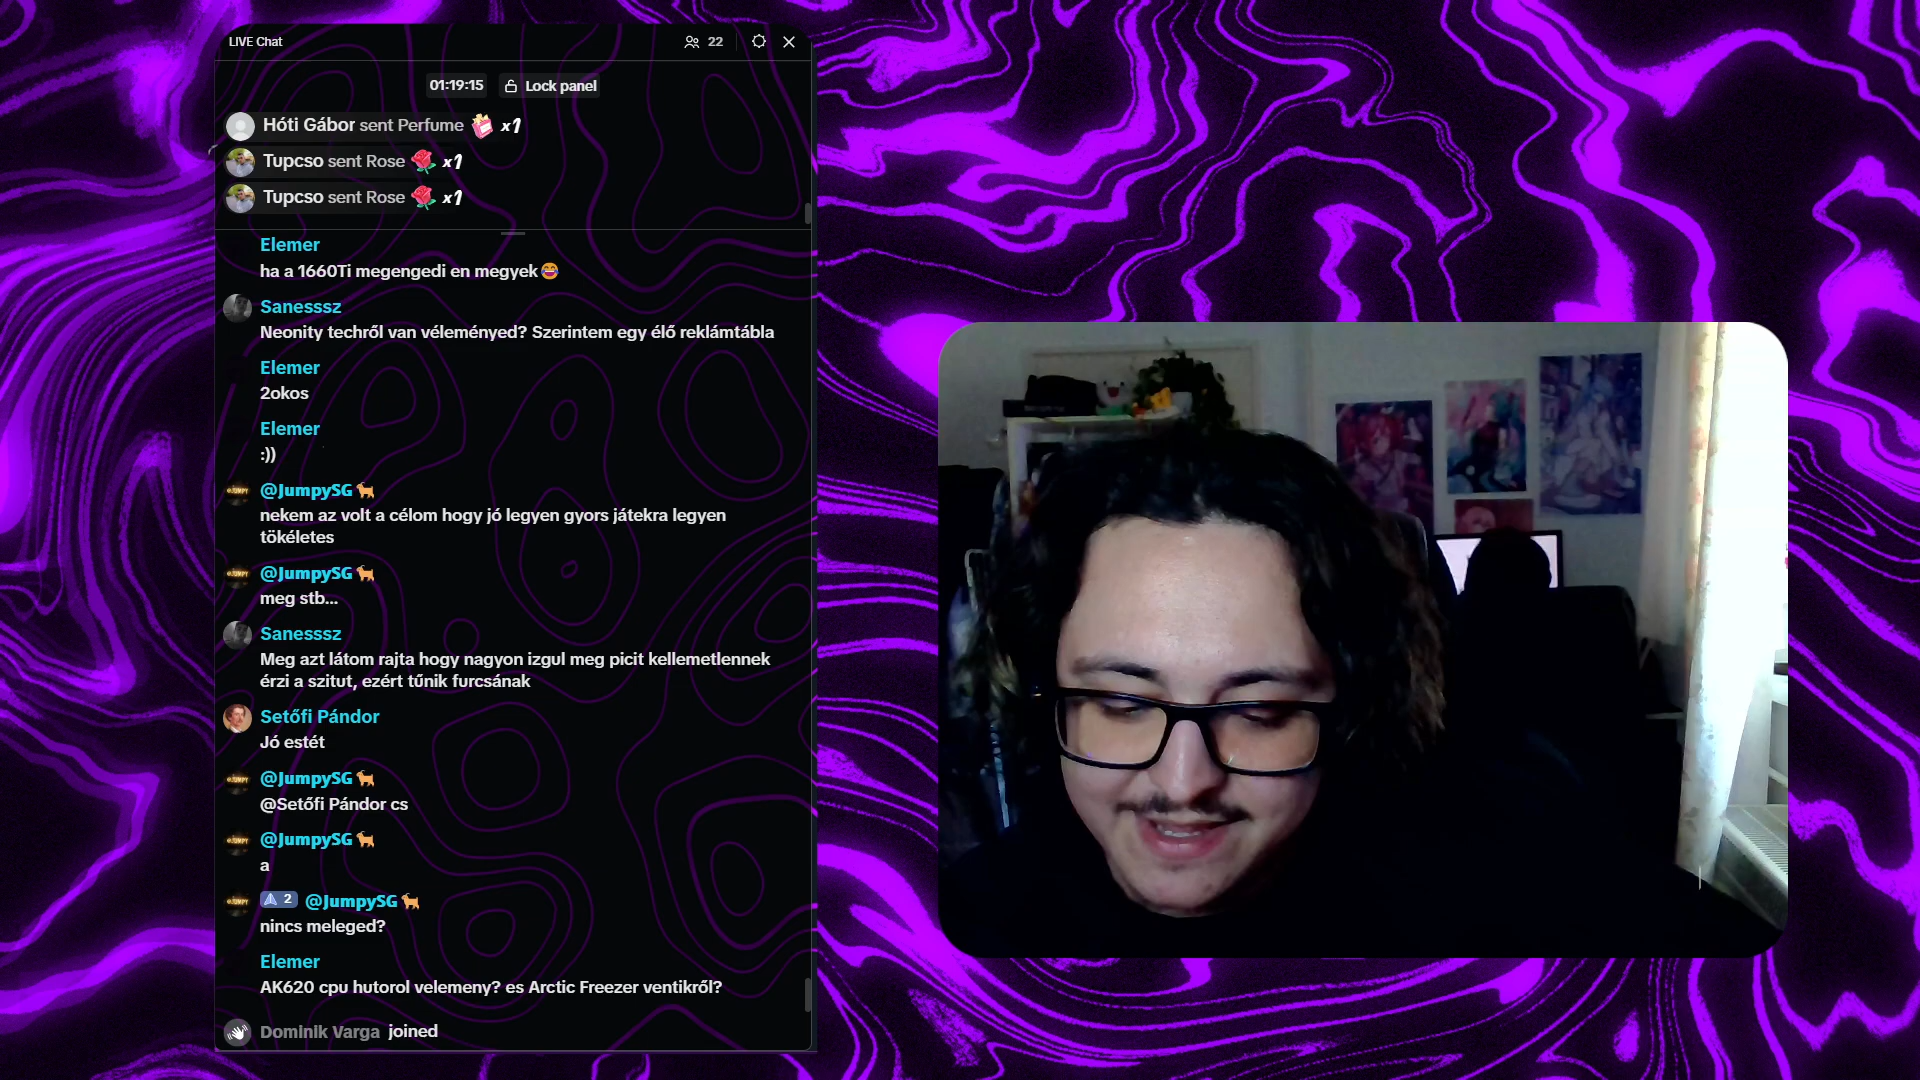 LIVE Chat
22
01:19:15
Lock panel
Hóti Gábor sent Perfume x1
Tupcso sent Rose x1
Tupcso sent Rose x1
Elemer
ha a 1660Ti megengedi en megyek
Sanesssz
Neonity techről van véleményed? Szerintem egy élő reklámtábla
Elemer
2okos
Elemer
:))
@JumpySG
nekem az volt a célom hogy jó legyen gyors játekra legyen
tökéletes
@JumpySG
meg stb...
Sanesssz
Meg azt látom rajta hogy nagyon izgul meg picit kellemetlennek
érzi a szitut, ezért tűnik furcsának
Setőfi Pándor
Jó estét
@JumpySG
@Setőfi Pándor cs
@JumpySG
a
2 @JumpySG
nincs meleged?
Elemer
AK620 cpu hutorol velemeny? es Arctic Freezer ventikről?
Dominik Varga joined